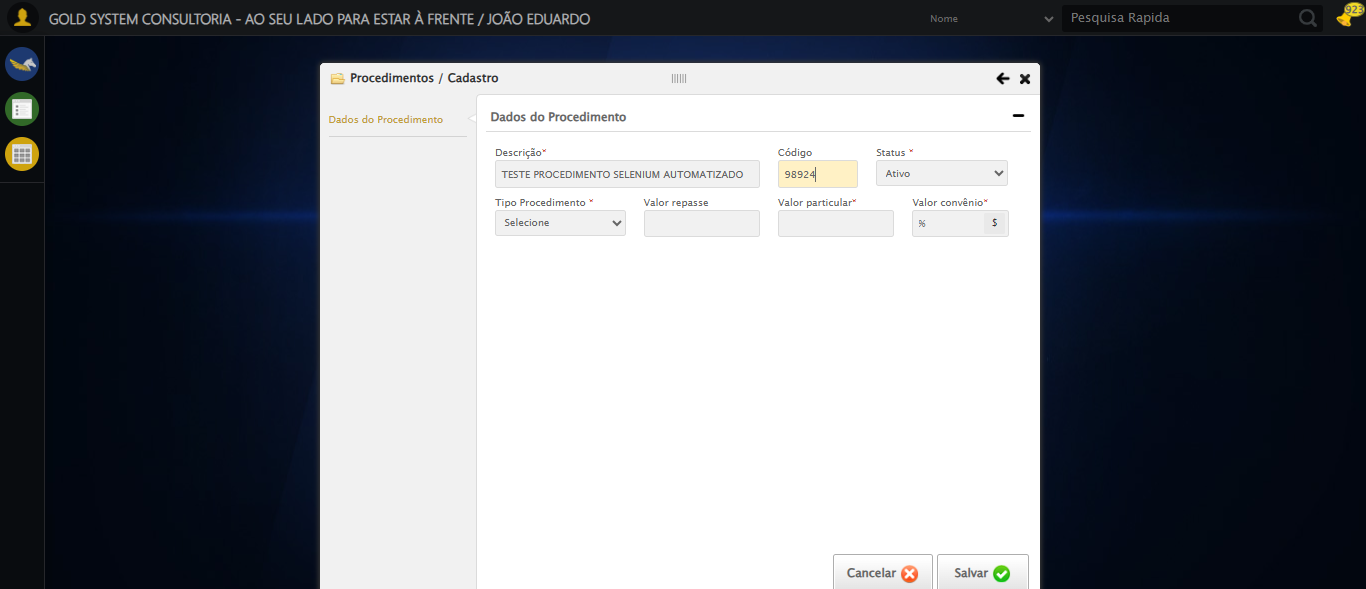 GOLD SYSTEM CONSULTORIA - AO SEU LADO PARA ESTAR À FRENTE / JOÃO EDUARDO
Nome
Pesquisa Rapida
923
Procedimentos / Cadastro
Dados do Procedimento
Dados do Procedimento
Descrição* Código Status *
TESTE PROCEDIMENTO SELENIUM AUTOMATIZADO 98924 Ativo
Tipo Procedimento * Valor repasse Valor particular* Valor convênio*
Selecione % $
Cancelar Salvar